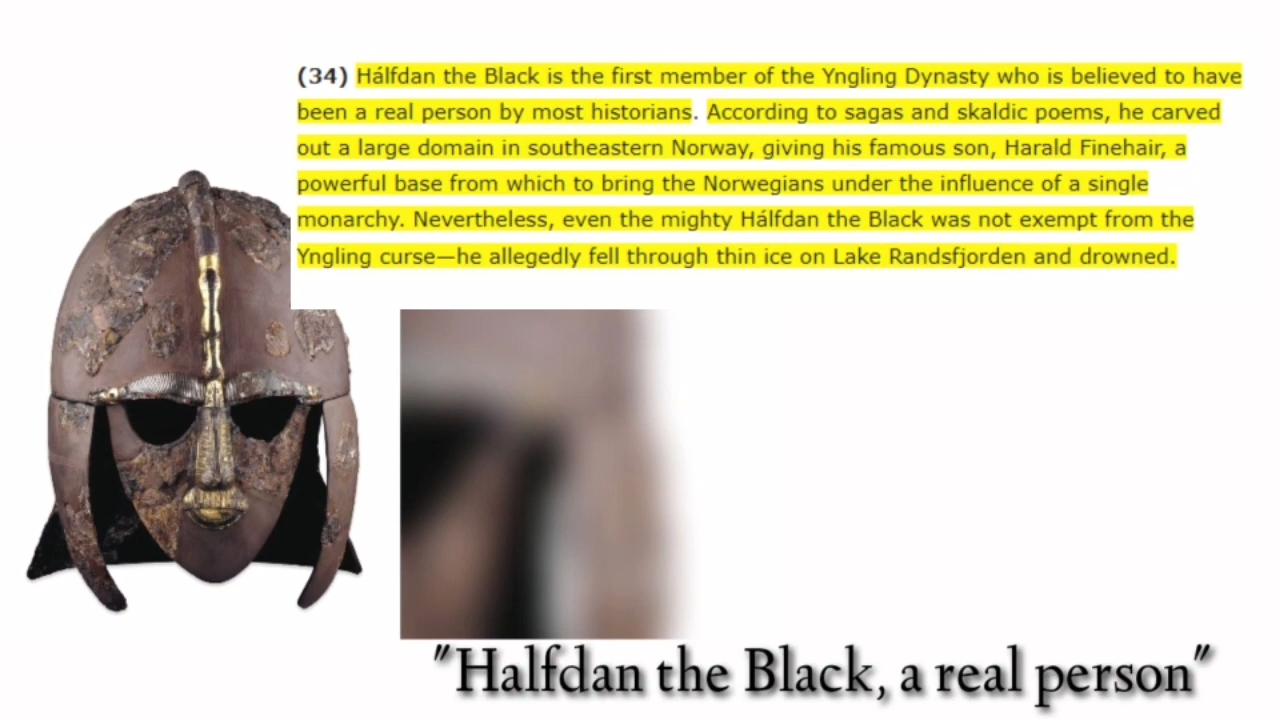 (34) Hálfdan the Black is the first member of the Yngling Dynasty who is believed to have
been a real person by most historians. According to sagas and skaldic poems, he carved
out a large domain in southeastern Norway, giving his famous son, Harald Finehair, a
powerful base from which to bring the Norwegians under the influence of a single
monarchy. Nevertheless, even the mighty Hálfdan the Black was not exempt from the
Yngling curse—he allegedly fell through thin ice on Lake Randsfjorden and drowned.
"Halfdan the Black, a real person"